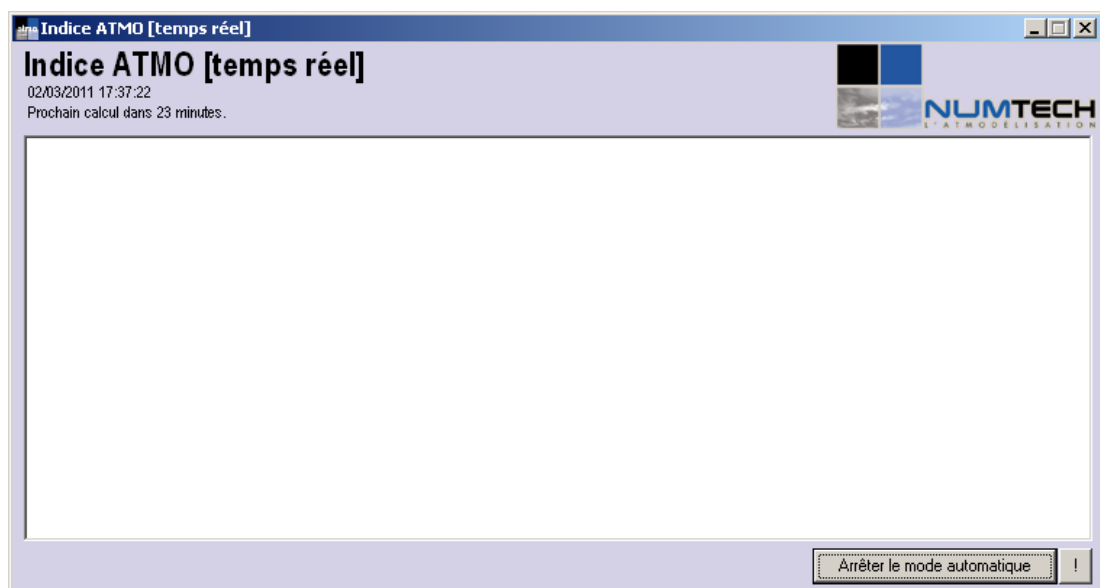 Indice ATMO [temps réel]
Indice ATMO [temps réel]
02/03/2011 17:37:22
Prochain calcul dans 23 minutes.
NUMTECH
L'ATMODÉLISATION
Arrêter le mode automatique
!